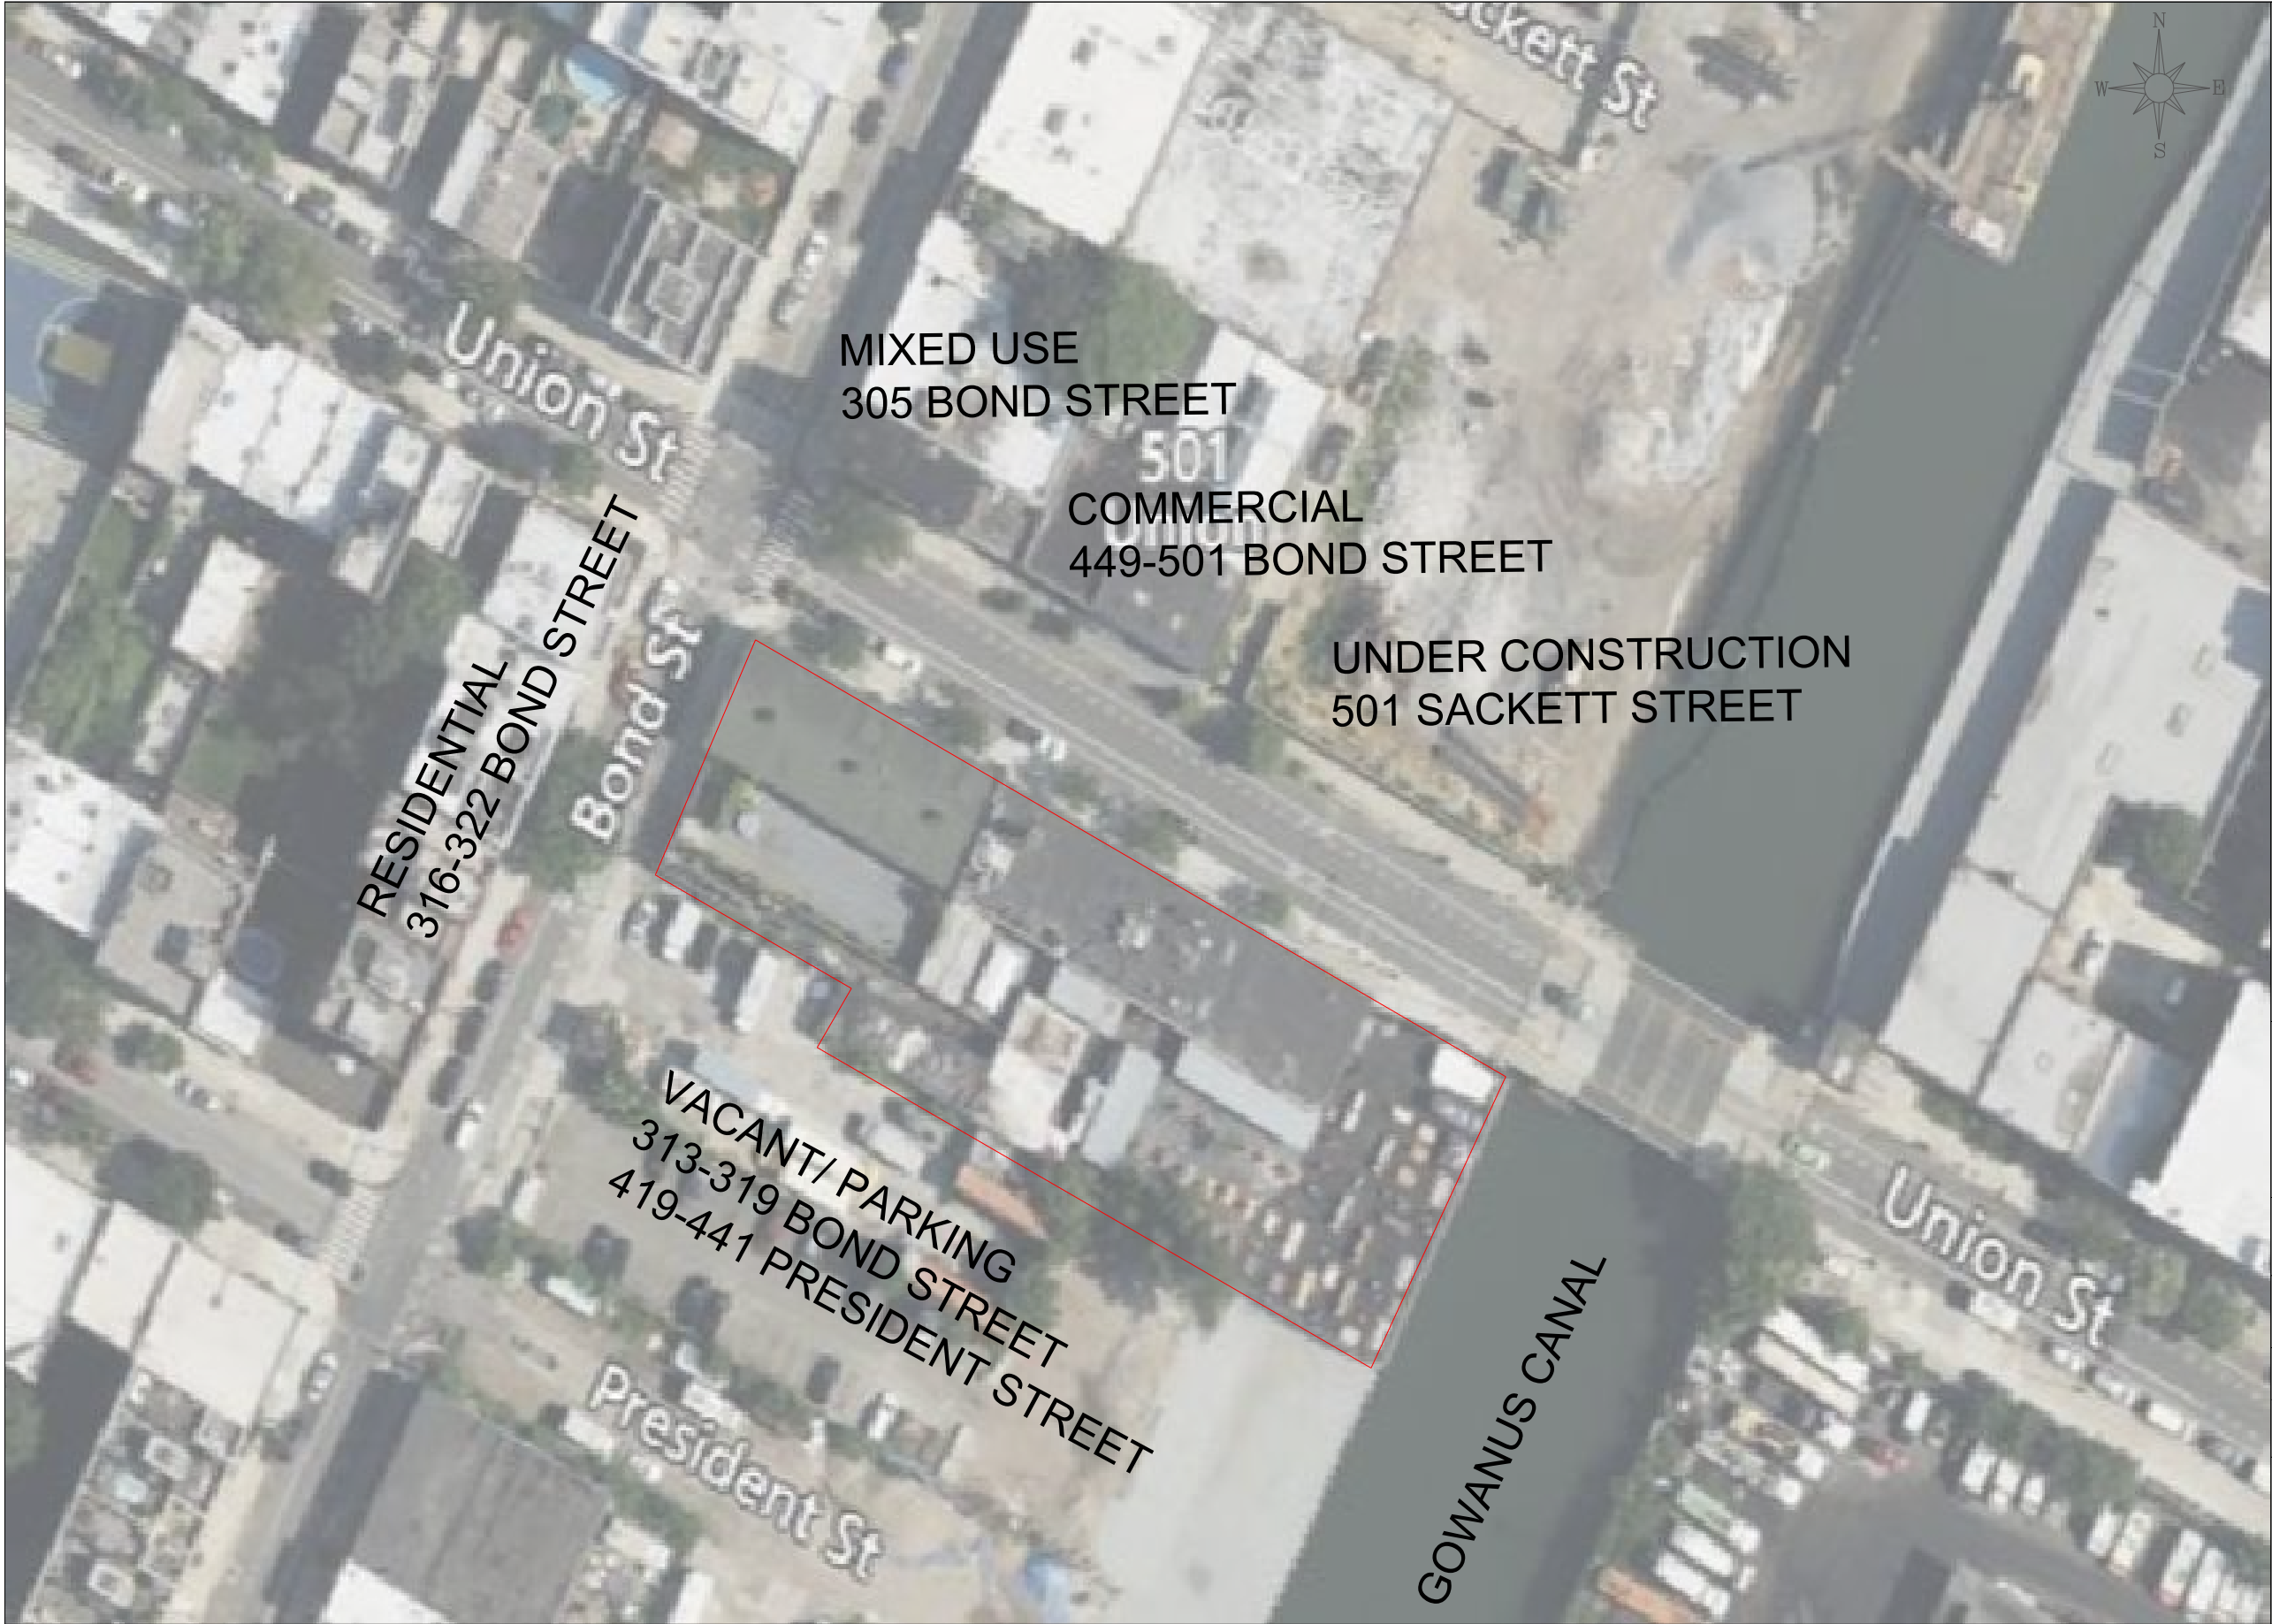 ackett St
N
W E
S
Union St
MIXED USE
305 BOND STREET
501
Union
COMMERCIAL
449-501 BOND STREET
RESIDENTIAL
316-322 BOND STREET
Bond St
UNDER CONSTRUCTION
501 SACKETT STREET
VACANT/ PARKING
313-319 BOND STREET
419-441 PRESIDENT STREET
Union St
GOWANUS CANAL
President St